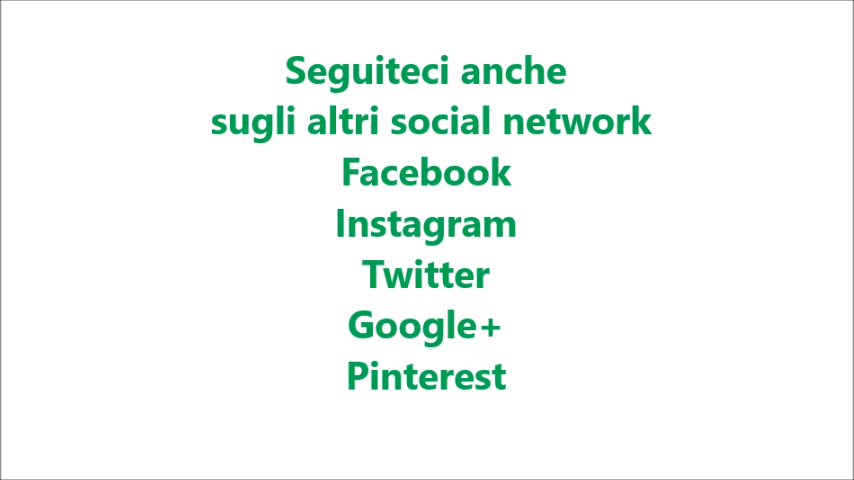 Seguiteci anche
sugli altri social network
Facebook
Instagram
Twitter
Google+
Pinterest